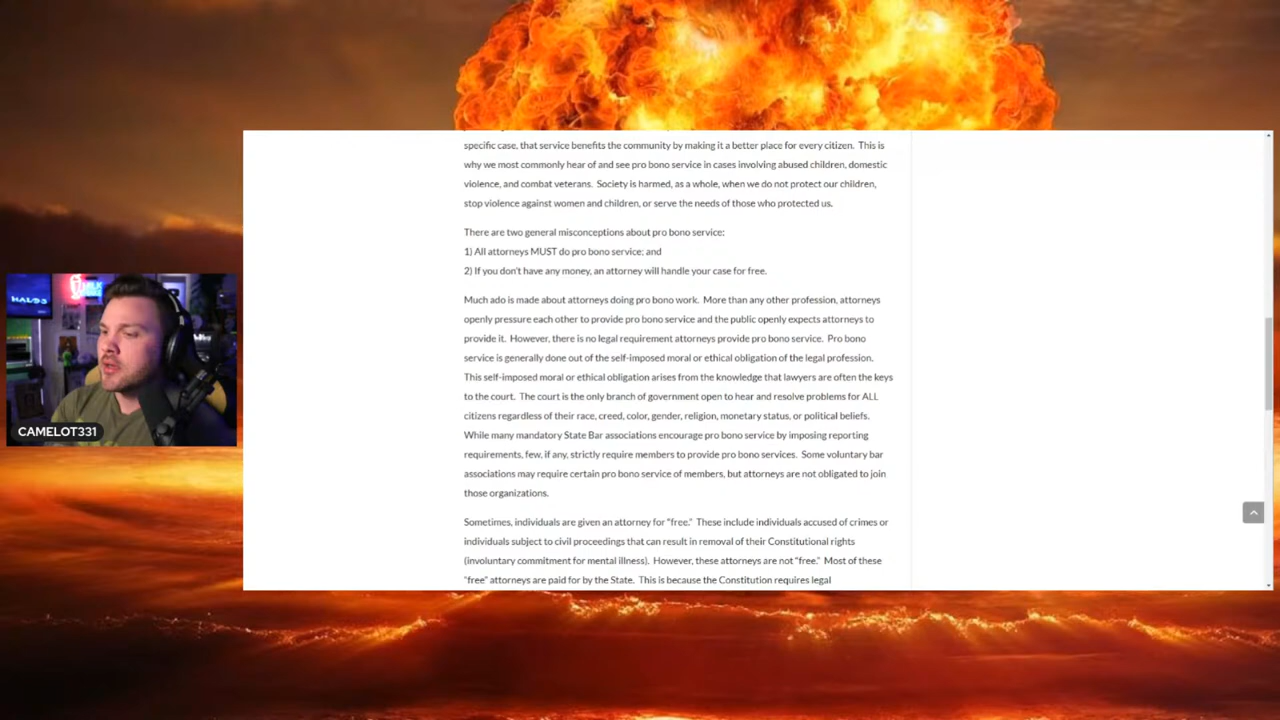 specific case, that service benefits the community by making it a better place for every citizen. This is
why we most commonly hear of and see pro bono service in cases involving abused children, domestic
violence, and combat veterans. Society is harmed, as a whole, when we do not protect our children,
stop violence against women and children, or serve the needs of those who protected us.
There are two general misconceptions about pro bono service:
1) All attorneys MUST do pro bono service; and
2) If you don't have any money, an attorney will handle your case for free.
Much ado is made about attorneys doing pro bono work. More than any other profession, attorneys
openly pressure each other to provide pro bono service and the public openly expects attorneys to
provide it. However, there is no legal requirement attorneys provide pro bono service. Pro bono
service is generally done out of the self-imposed moral or ethical obligation of the legal profession.
This self-imposed moral or ethical obligation arises from the knowledge that lawyers are often the keys
to the court. The court is the only branch of government open to hear and resolve problems for ALL
citizens regardless of their race, creed, color, gender, religion, monetary status, or political beliefs.
While many mandatory State Bar associations encourage pro bono service by imposing reporting
requirements, few, if any, strictly require members to provide pro bono services. Some voluntary bar
associations may require certain pro bono service of members, but attorneys are not obligated to join
those organizations.
Sometimes, individuals are given an attorney for "free." These include individuals accused of crimes or
individuals subject to civil proceedings that can result in removal of their Constitutional rights
(involuntary commitment for mental illness). However, these attorneys are not "free." Most of these
"free" attorneys are paid for by the State. This is because the Constitution requires legal
HALO 3
CAMELOT331